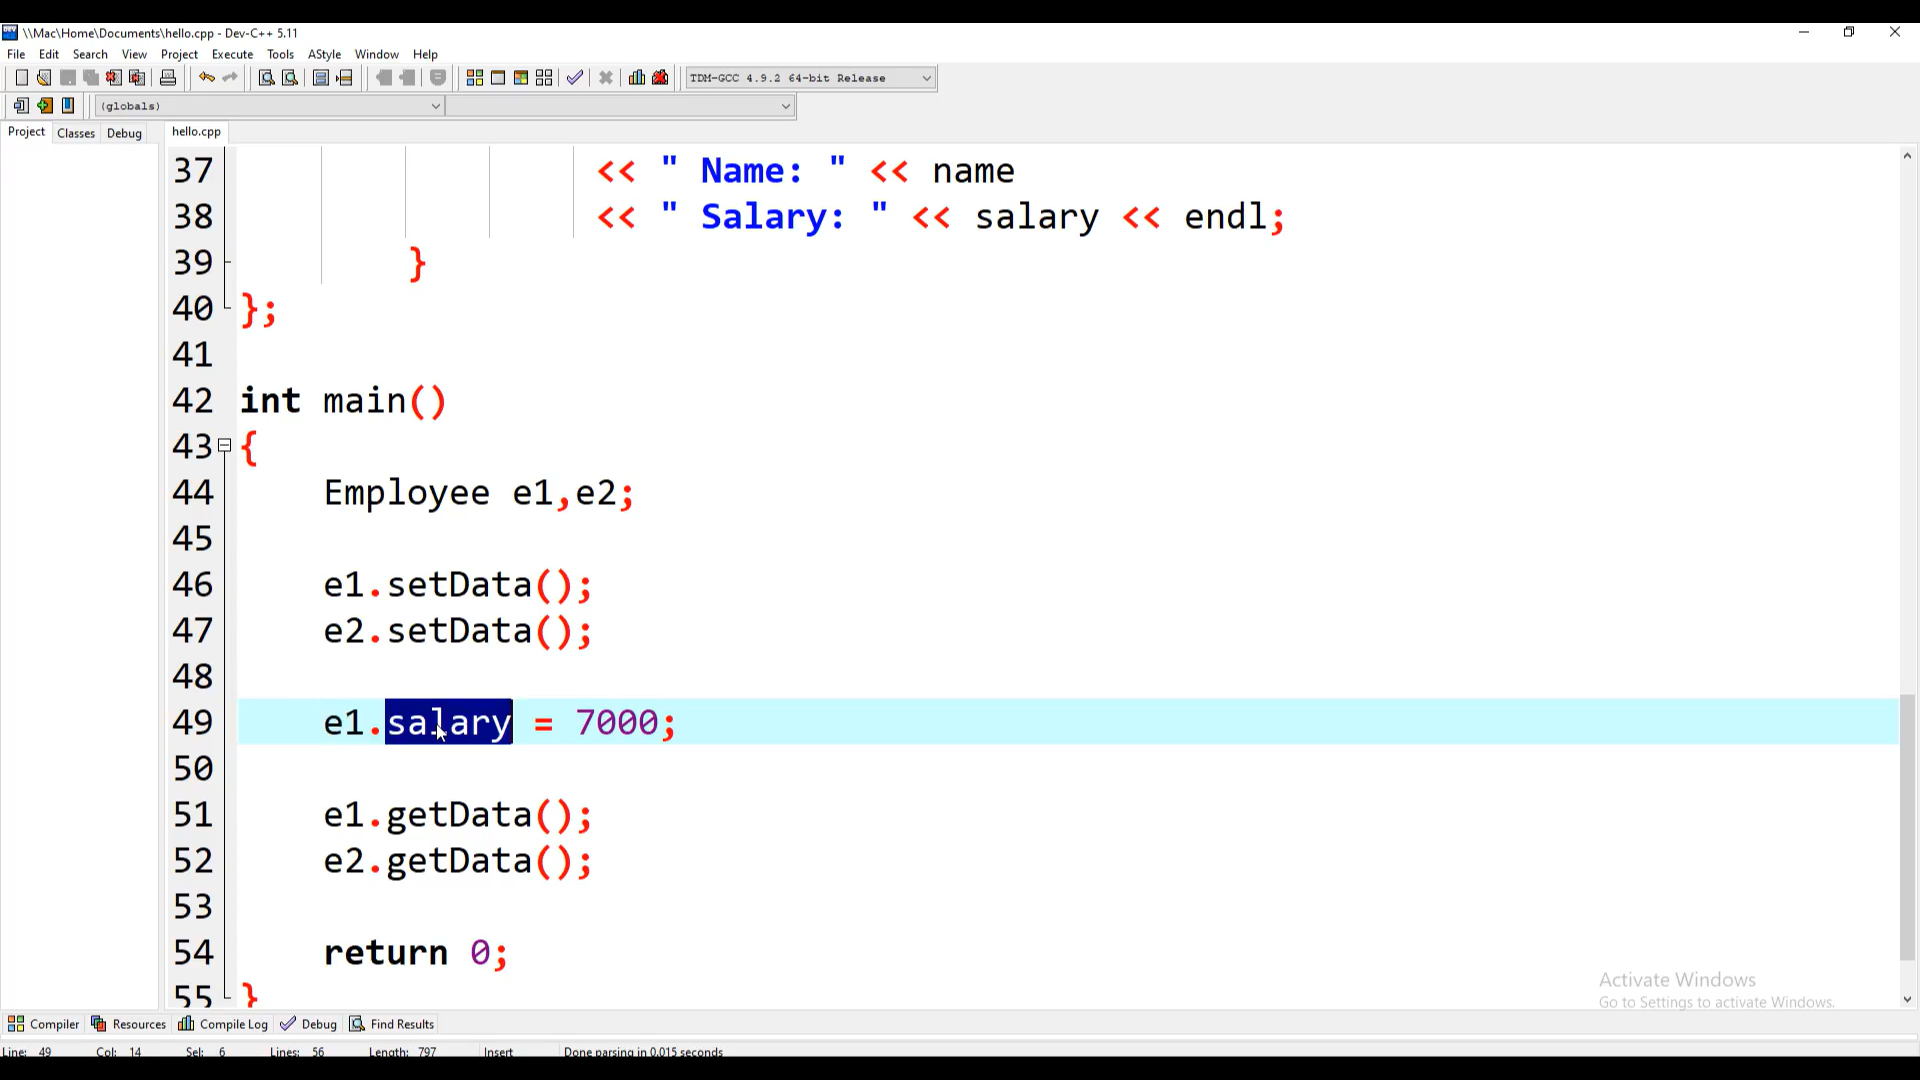 \\Mac\Home\Documents\hello.cpp - Dev-C++ 5.11
File Edit Search View Project Execute Tools AStyle Window Help
TDM-GCC 4.9.2 64-bit Release
(globals)
Project Classes Debug hello.cpp
37 << " Name: " << name
38 << " Salary: " << salary << endl;
39 }
40 };
41
42 int main()
43 {
44 Employee e1,e2;
45
46 e1.setData();
47 e2.setData();
48
49 e1.salary = 7000;
50
51 e1.getData();
52 e2.getData();
53
54 return 0;
55 }
Activate Windows
Go to Settings to activate Windows.
Compiler Resources Compile Log Debug Find Results
Line: 49 Col: 14 Sel: 6 Lines: 56 Length: 797 Insert Done parsing in 0.015 seconds